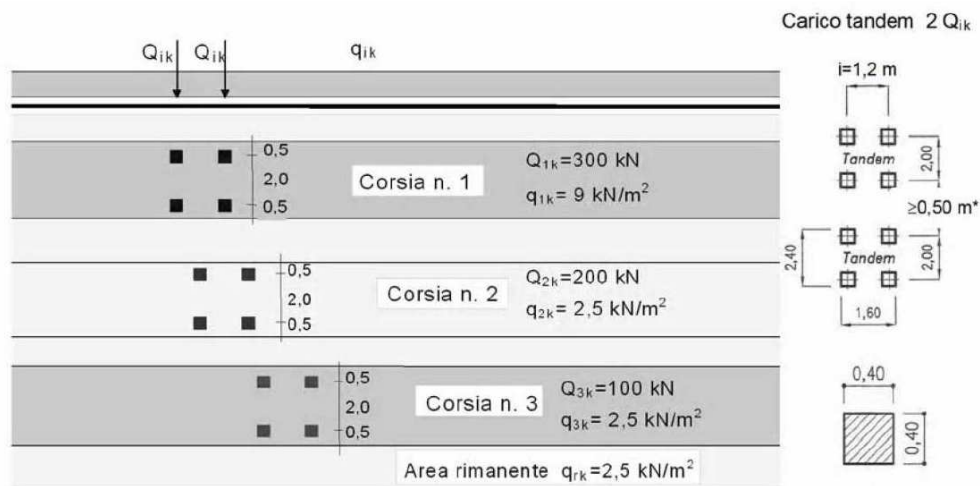 Carico tandem 2 Qik
Qik Qik qik
i=1,2 m
0,5
2,0
0,5
Corsia n. 1
Q1k=300 kN
q1k= 9 kN/m²
Tandem
2,00
≥0,50 m*
0,5
2,0
0,5
Corsia n. 2
Q2k=200 kN
q2k= 2,5 kN/m²
2,40
Tandem
2,00
1,60
0,5
2,0
0,5
Corsia n. 3
Q3k=100 kN
q3k= 2,5 kN/m²
0,40
0,40
Area rimanente qrk=2,5 kN/m²